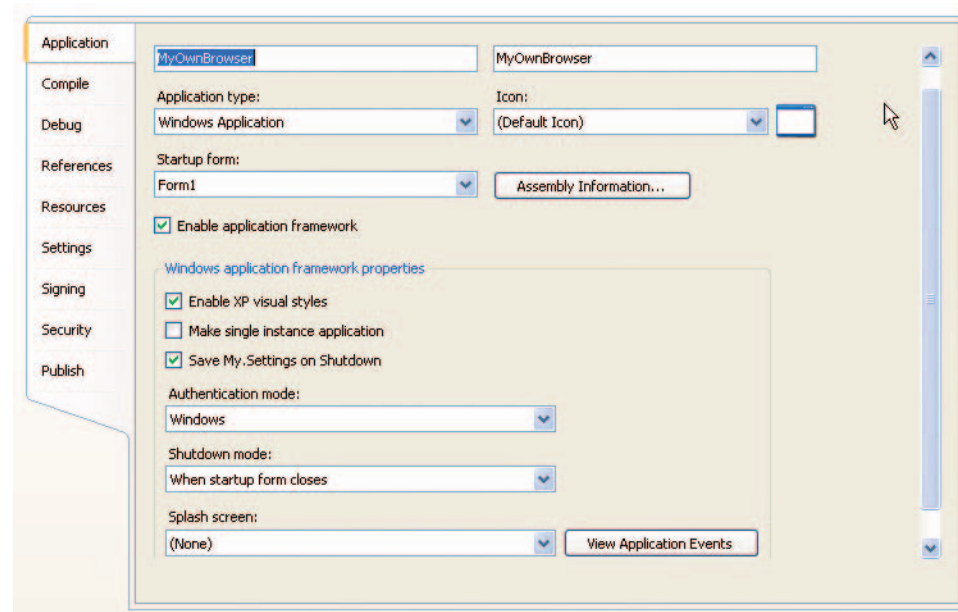 Application
Compile
Debug
References
Resources
Settings
Signing
Security
Publish
MyOwnBrowser MyOwnBrowser
Application type: Icon:
Windows Application (Default Icon)
Startup form:
Form1 Assembly Information...
Enable application framework
Windows application framework properties
Enable XP visual styles
Make single instance application
Save My.Settings on Shutdown
Authentication mode:
Windows
Shutdown mode:
When startup form closes
Splash screen:
(None) View Application Events